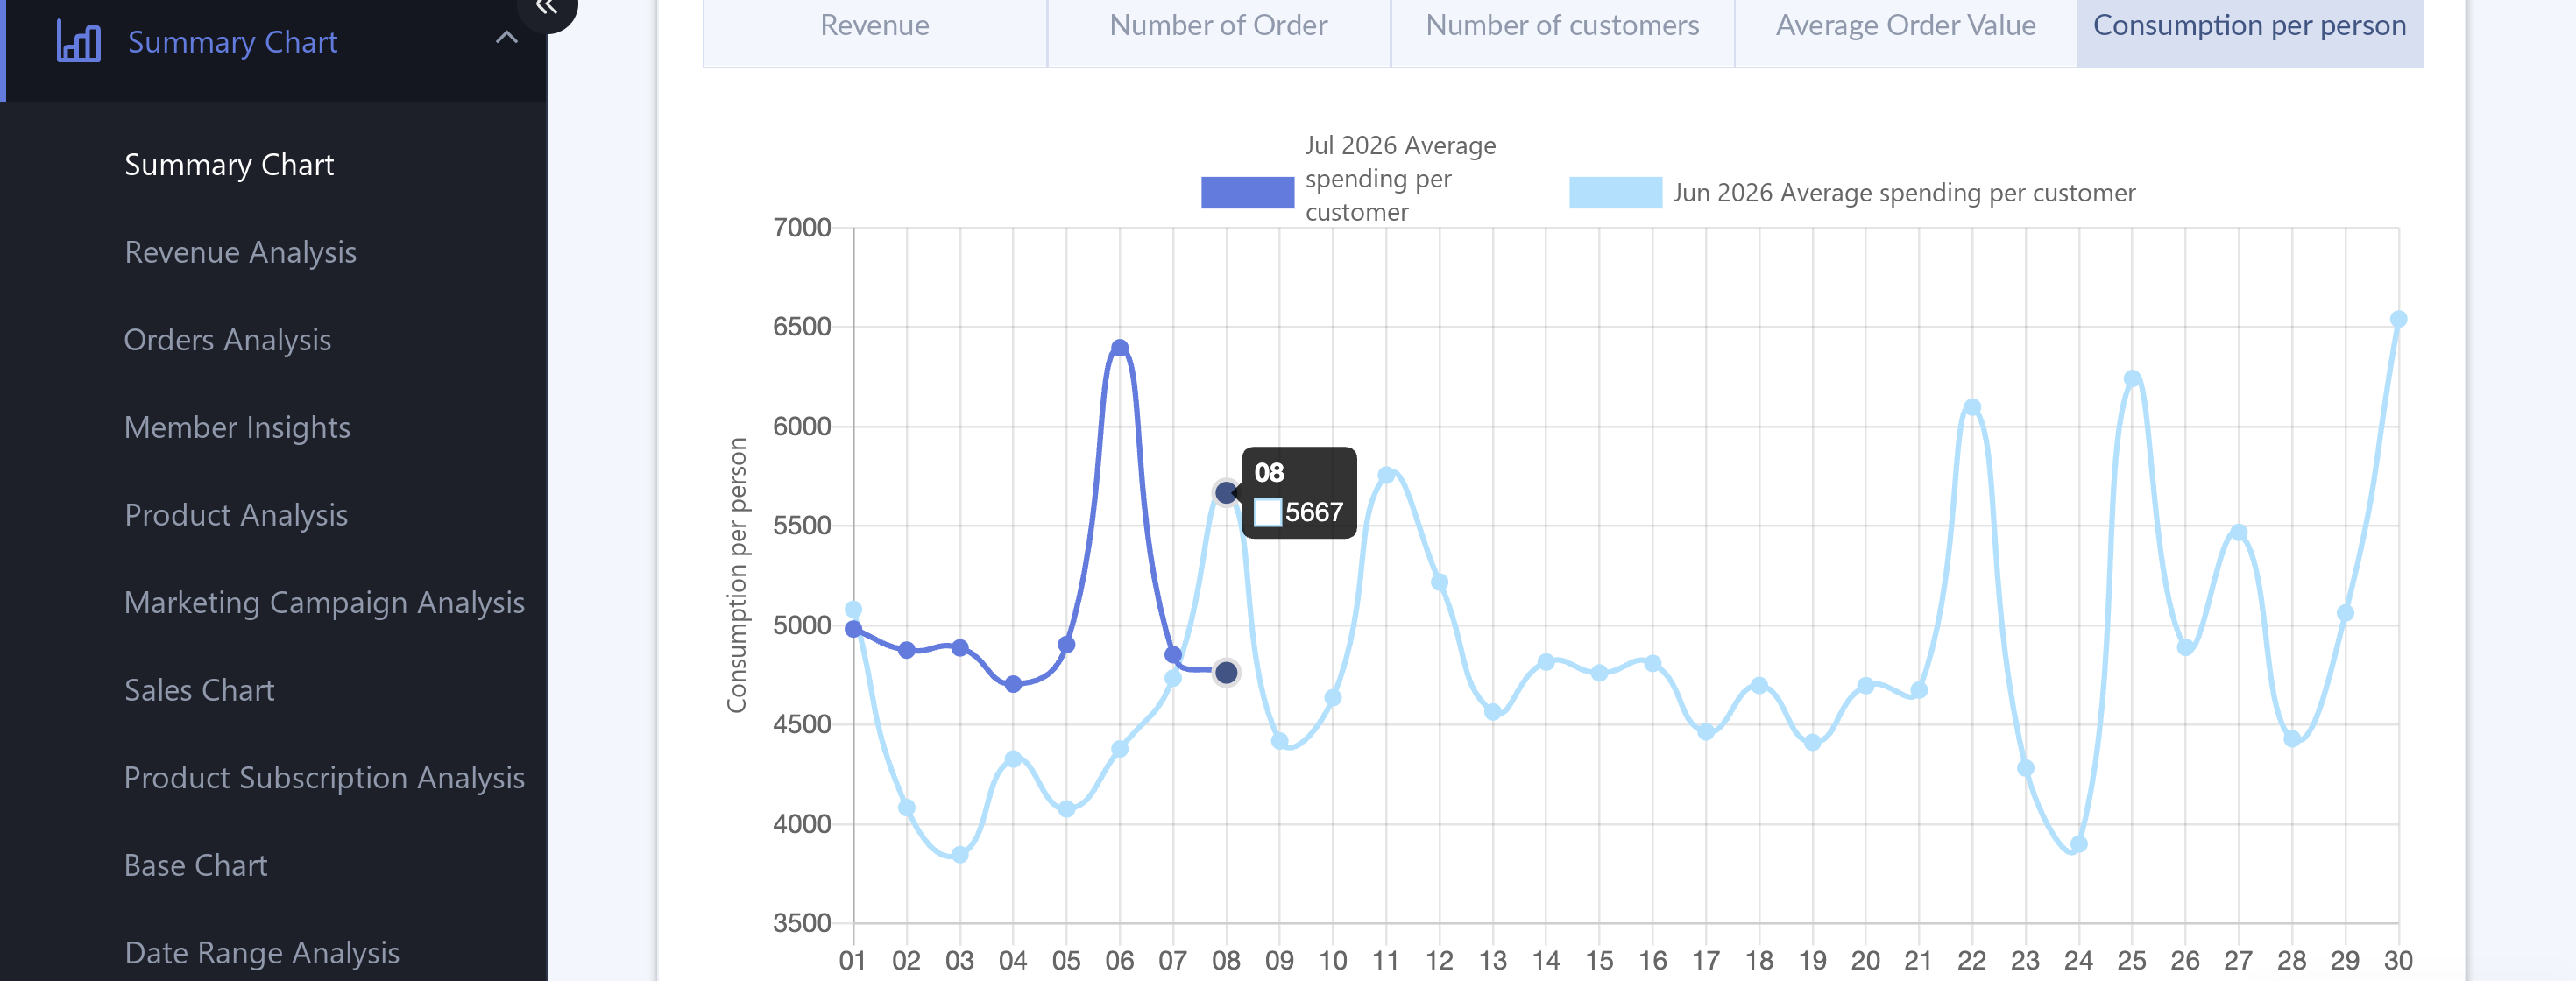 Summary Chart
Summary Chart
Revenue Analysis
Orders Analysis
Member Insights
Product Analysis
Marketing Campaign Analysis
Sales Chart
Product Subscription Analysis
Base Chart
Date Range Analysis
Revenue
Number of Order
Number of customers
Average Order Value
Consumption per person
Jul 2026 Average
spending per
customer
Jun 2026 Average spending per customer
Consumption per person
7000
6500
6000
5500
5000
4500
4000
3500
08
5667
01 02 03 04 05 06 07 08 09 10 11 12 13 14 15 16 17 18 19 20 21 22 23 24 25 26 27 28 29 30